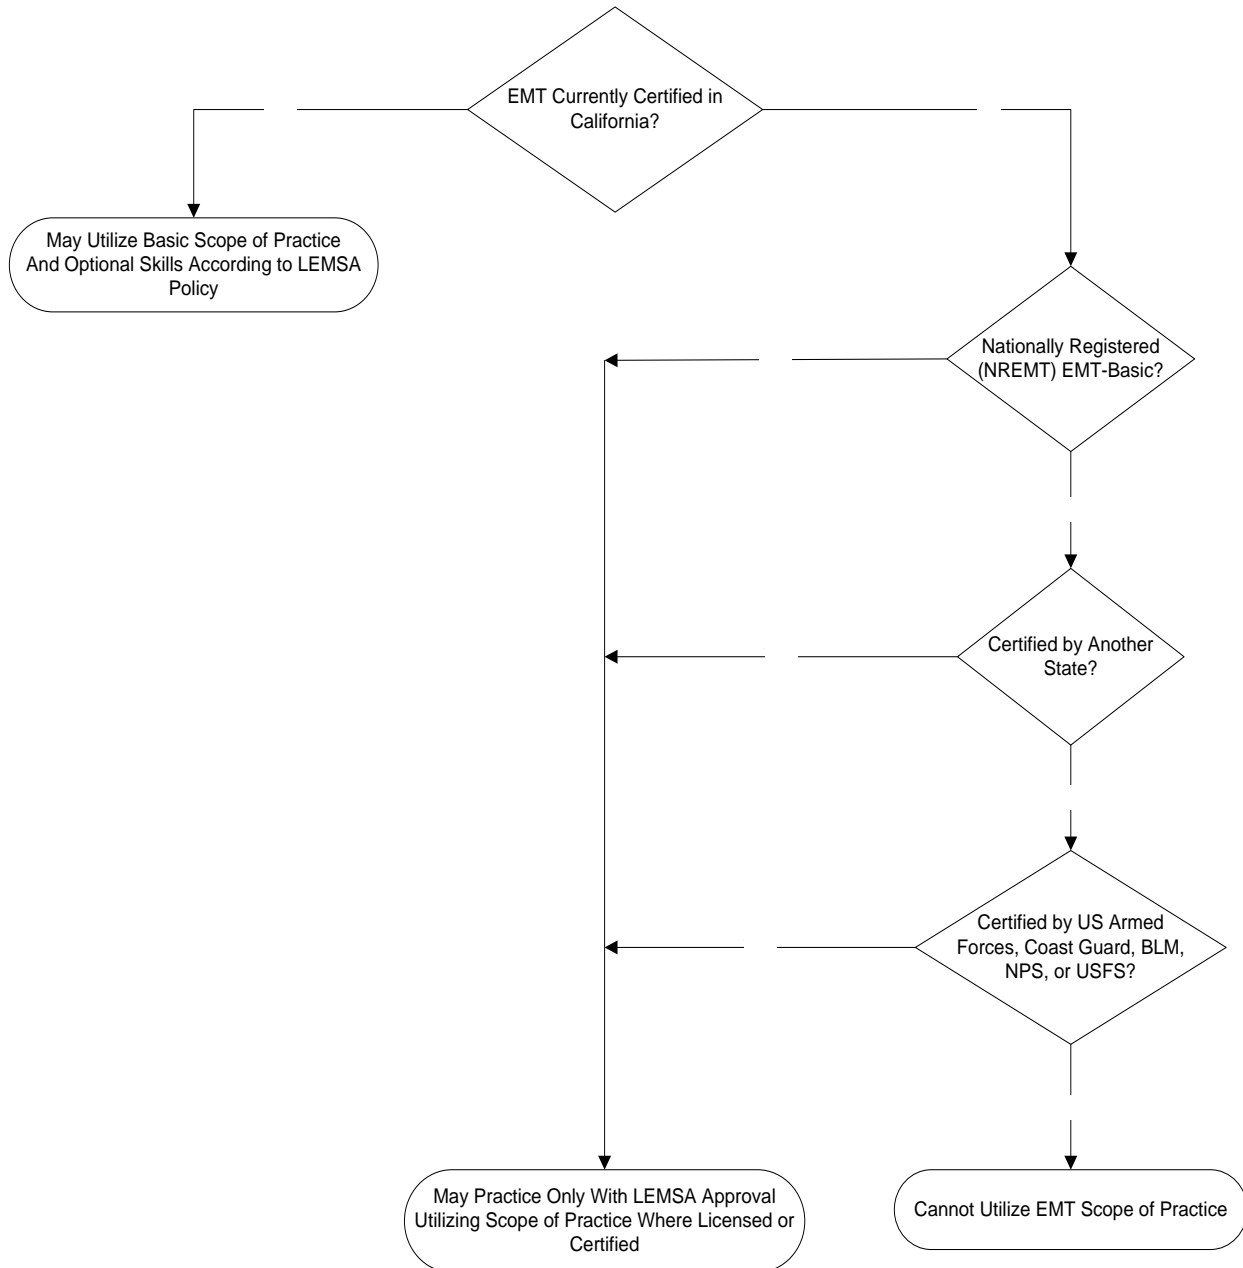 EMT Currently Certified in
California?
May Utilize Basic Scope of Practice
And Optional Skills According to LEMSA
Policy
Nationally Registered
(NREMT) EMT-Basic?
Certified by Another
State?
Certified by US Armed
Forces, Coast Guard, BLM,
NPS, or USFS?
May Practice Only With LEMSA Approval
Utilizing Scope of Practice Where Licensed or
Certified
Cannot Utilize EMT Scope of Practice